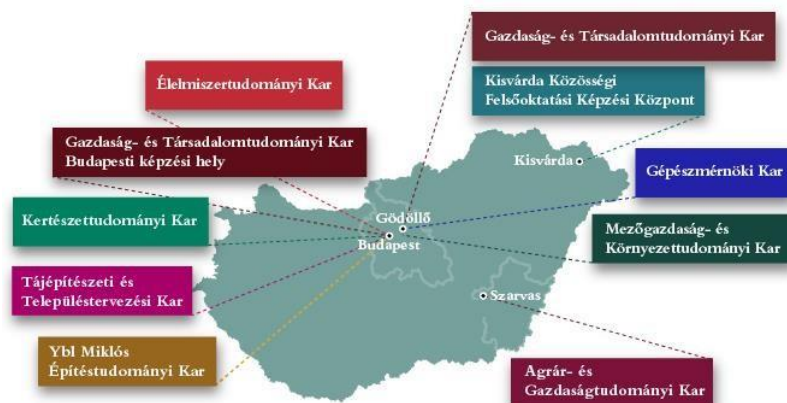 Gazdaság- és Társadalomtudományi Kar
Élelmiszertudományi Kar
Kisvárda Közösségi
Felsőoktatási Képzési Központ
Gazdaság- és Társadalomtudományi Kar
Budapesti képzési hely
Kisvárda
Gépészmérnöki Kar
Kertészettudományi Kar
Gödöllő
Budapest
Mezőgazdaság- és
Környezettudományi Kar
Tájépítészeti és
Településtervezési Kar
Szarvas
Ybl Miklós
Építéstudományi Kar
Agrár- és
Gazdaságtudományi Kar